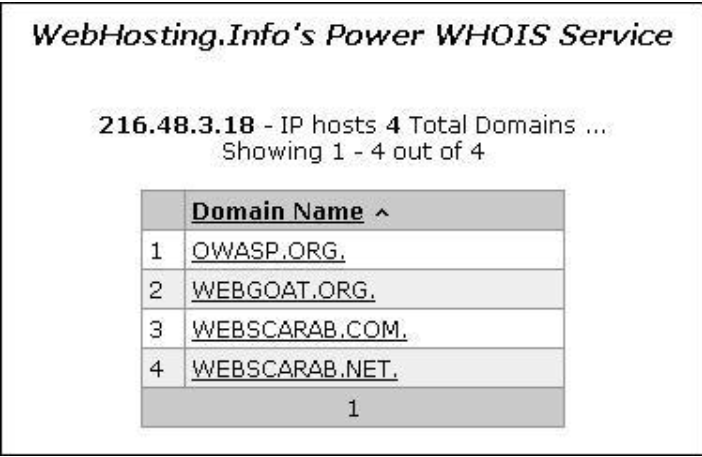 WebHosting.Info's Power WHOIS Service
216.48.3.18 - IP hosts 4 Total Domains ...
Showing 1 - 4 out of 4
Domain Name ^
1 OWASP.ORG.
2 WEBGOAT.ORG.
3 WEBSCARAB.COM.
4 WEBSCARAB.NET.
1